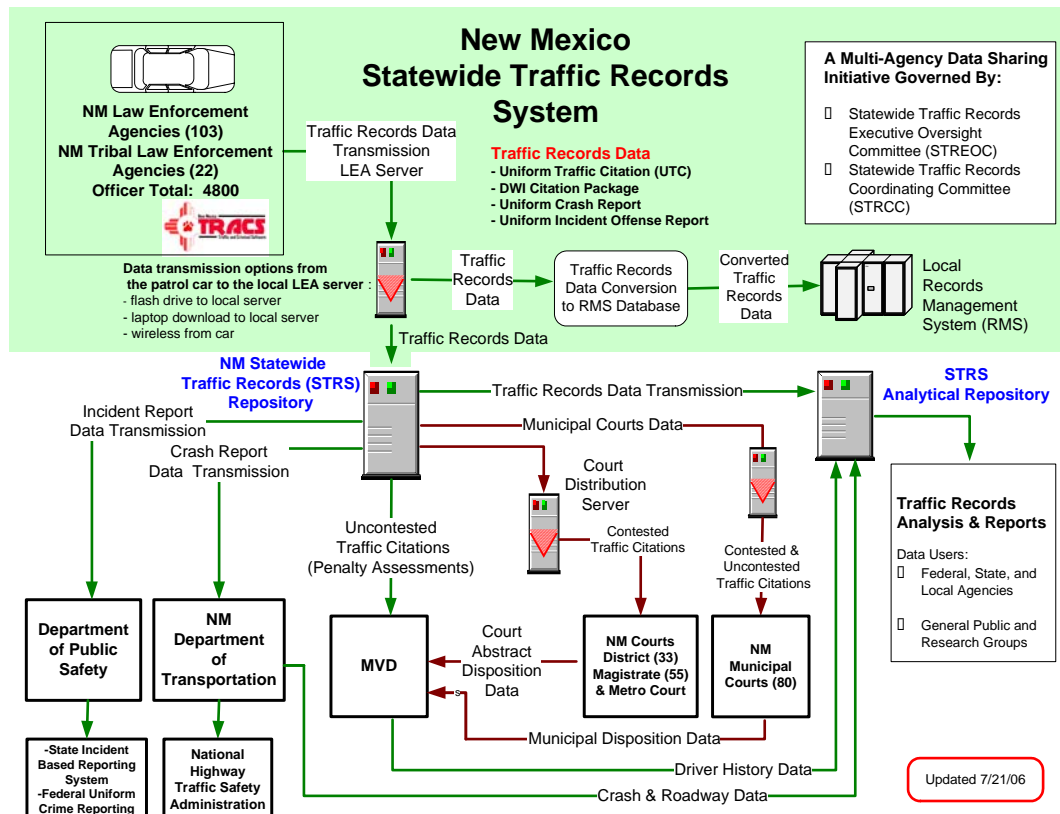 New Mexico
Statewide Traffic Records
System
NM Law Enforcement
Agencies (103)
NM Tribal Law Enforcement
Agencies (22)
Officer Total: 4800
TRACS
Traffic Records Data
Transmission
LEA Server
Traffic Records Data
- Uniform Traffic Citation (UTC)
- DWI Citation Package
- Uniform Crash Report
- Uniform Incident Offense Report
A Multi-Agency Data Sharing
Initiative Governed By:
Statewide Traffic Records
Executive Oversight
Committee (STREOC)
Statewide Traffic Records
Coordinating Committee
(STRCC)
Data transmission options from
the patrol car to the local LEA server :
- flash drive to local server
- laptop download to local server
- wireless from car
Traffic
Records
Data
Traffic Records
Data Conversion
to RMS Database
Converted
Traffic
Records
Data
Local
Records
Management
System (RMS)
Traffic Records Data
NM Statewide
Traffic Records (STRS)
Repository
Traffic Records Data Transmission
STRS
Analytical Repository
Incident Report
Data Transmission
Municipal Courts Data
Crash Report
Data Transmission
Court
Distribution
Server
Uncontested
Traffic Citations
(Penalty Assessments)
Contested
Traffic Citations
Contested &
Uncontested
Traffic Citations
Traffic Records
Analysis & Reports
Data Users:
Federal, State, and
Local Agencies
General Public and
Research Groups
Department
of Public
Safety
NM
Department
of
Transportation
MVD
Court
Abstract
Disposition
Data
NM Courts
District (33)
Magistrate (55)
& Metro Court
NM
Municipal
Courts (80)
s
Municipal Disposition Data
-State Incident
Based Reporting
System
-Federal Uniform
Crime Reporting
National
Highway
Traffic Safety
Administration
Driver History Data
Crash & Roadway Data
Updated 7/21/06